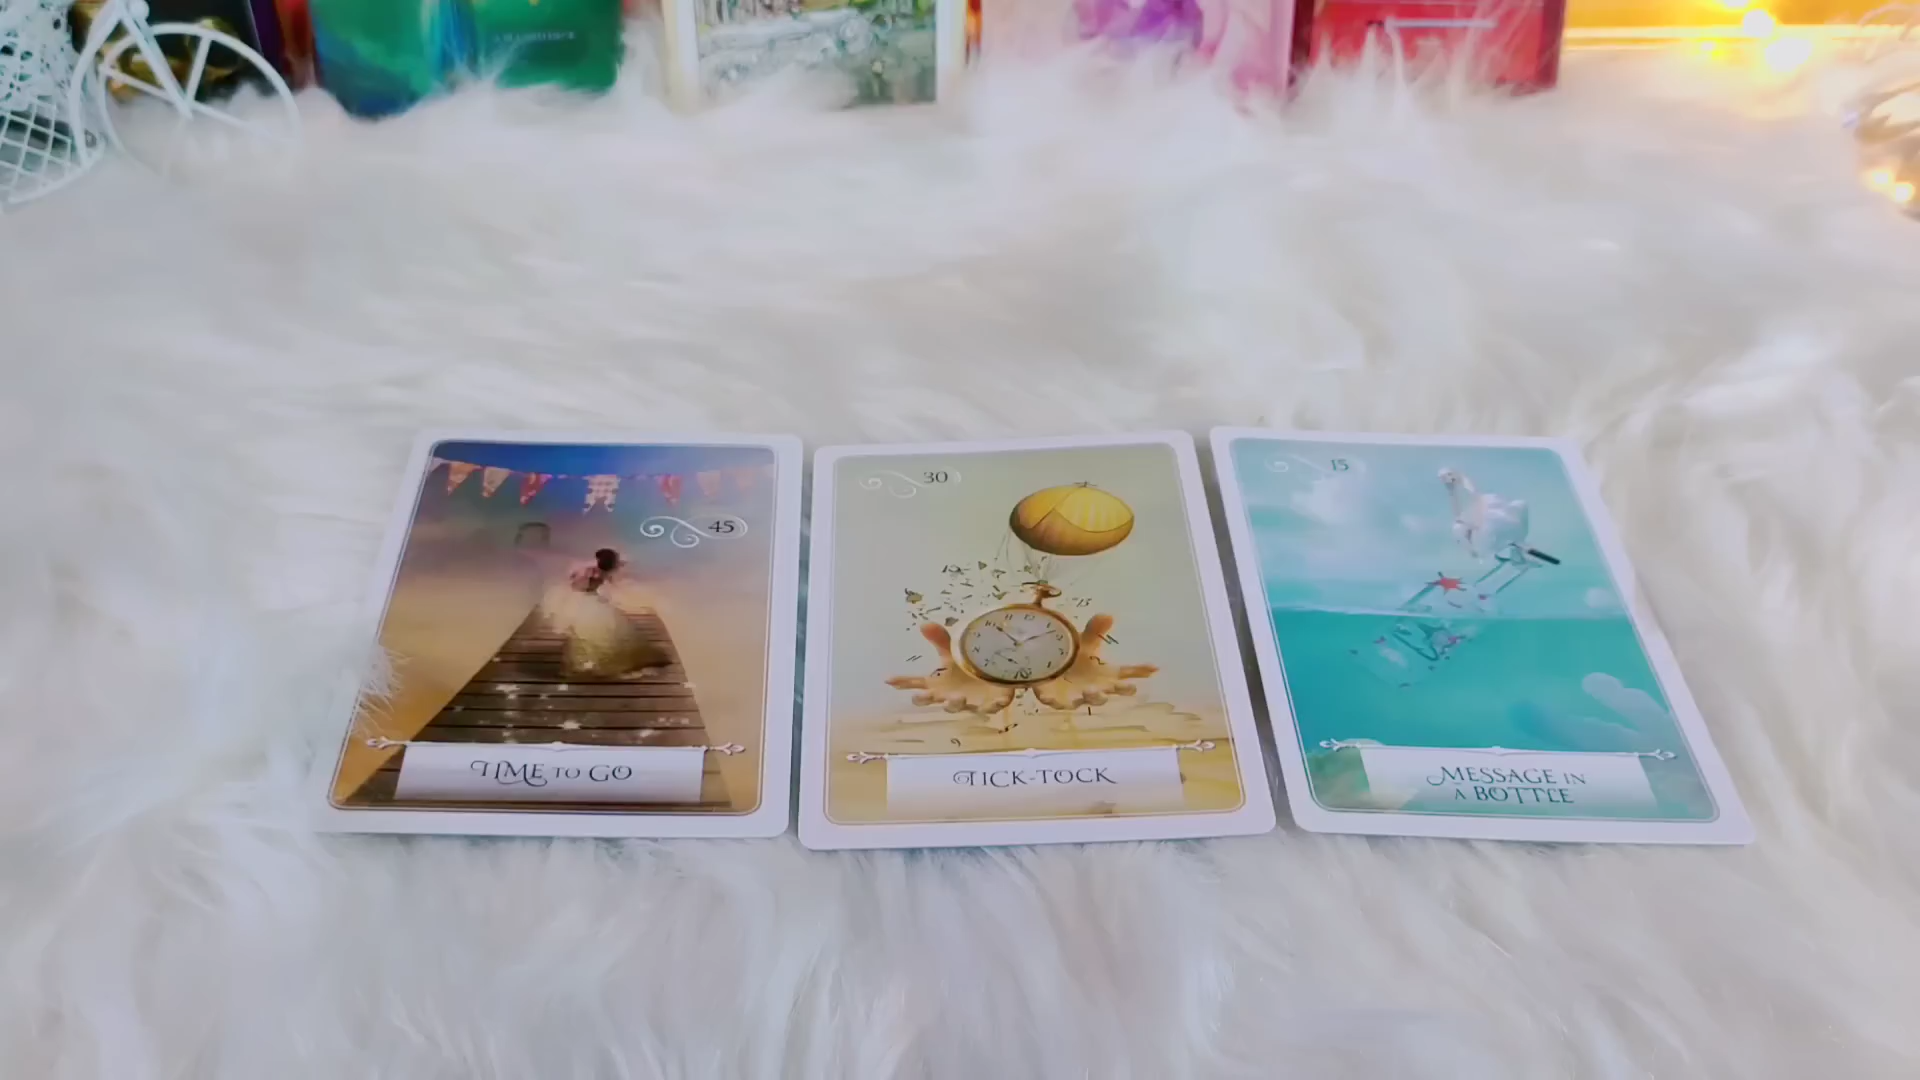 45
TIME TO GO
30
TICK-TOCK
15
MESSAGE IN
A BOTTLE